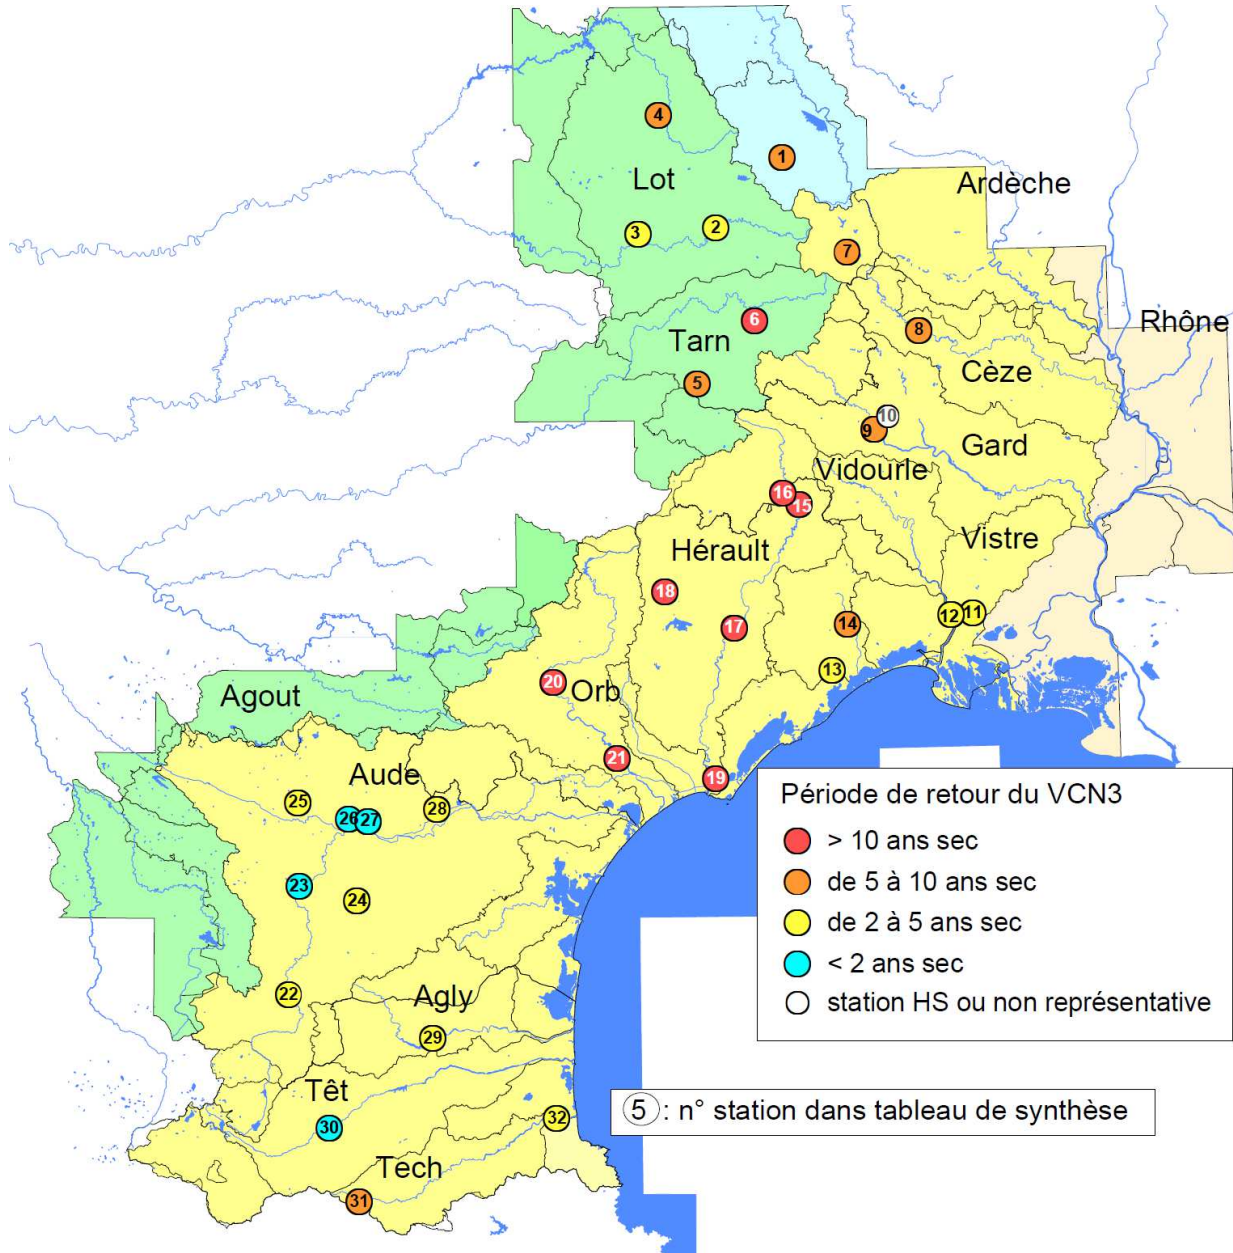 4
1
Lot
Ardèche
3
2
7
6
Rhône
Tarn
8
5
Cèze
10
9
Gard
Vidourle
16
15
Hérault
Vistre
18
12
11
17
14
13
20
Orb
Agout
21
19
Aude
25
26
27
28
23
24
22
Agly
29
Têt
30
32
Tech
31
Période de retour du VCN3
> 10 ans sec
de 5 à 10 ans sec
de 2 à 5 ans sec
< 2 ans sec
station HS ou non représentative
5 : n° station dans tableau de synthèse